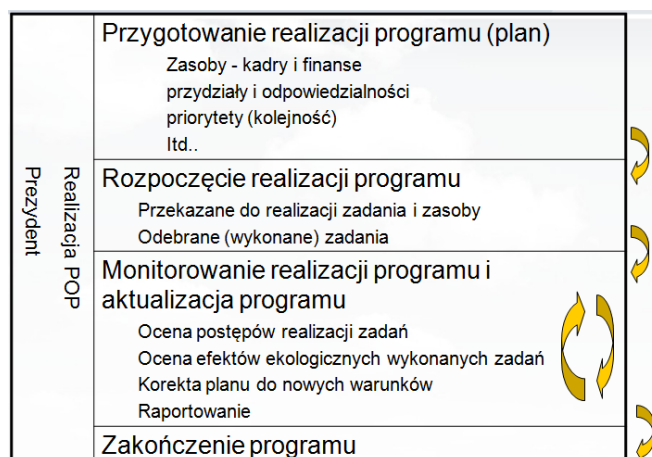 Prezydent
Realizacja POP
Przygotowanie realizacji programu (plan)
Zasoby - kadry i finanse
przydziały i odpowiedzialności
priorytety (kolejność)
Itd..
Rozpoczęcie realizacji programu
Przekazane do realizacji zadania i zasoby
Odebrane (wykonane) zadania
Monitorowanie realizacji programu i
aktualizacja programu
Ocena postępów realizacji zadań
Ocena efektów ekologicznych wykonanych zadań
Korekta planu do nowych warunków
Raportowanie
Zakończenie programu